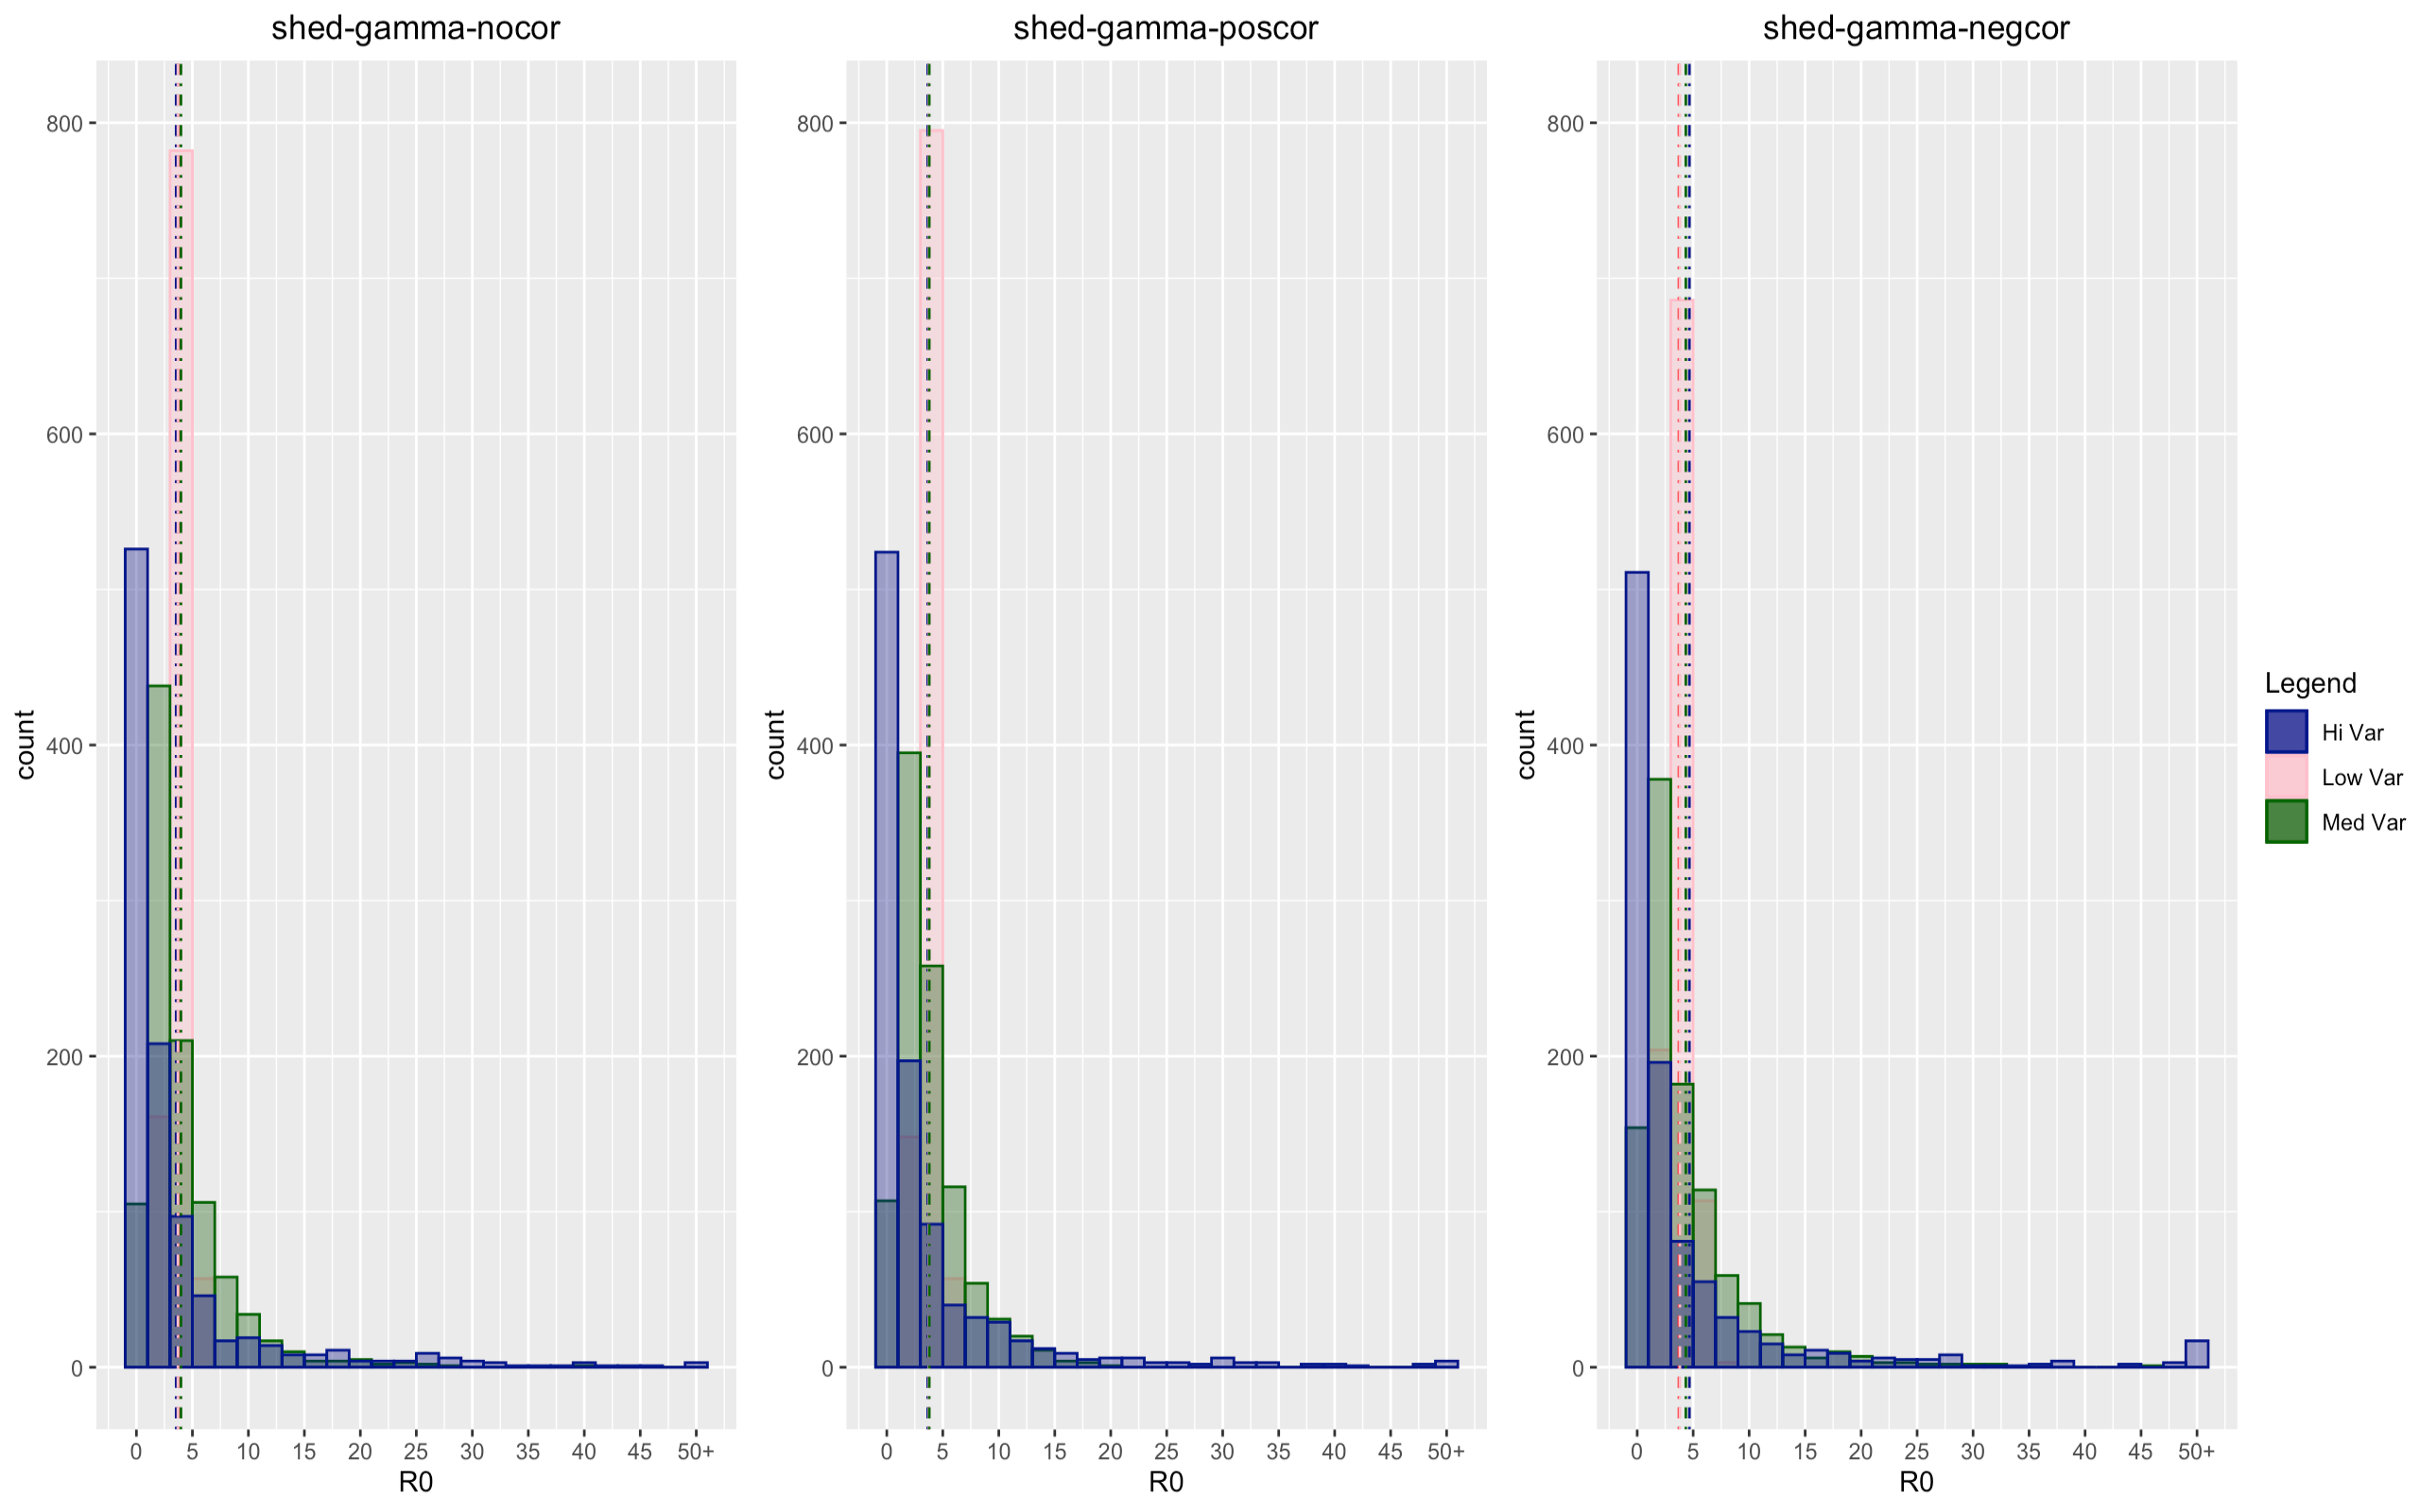 shed-gamma-nocor
800
600
400
200
0
count
0 5 10 15 20 25 30 35 40 45 50+
R0
shed-gamma-poscor
800
600
400
200
0
count
0 5 10 15 20 25 30 35 40 45 50+
R0
shed-gamma-negcor
800
600
400
200
0
count
0 5 10 15 20 25 30 35 40 45 50+
R0
Legend
Hi Var
Low Var
Med Var